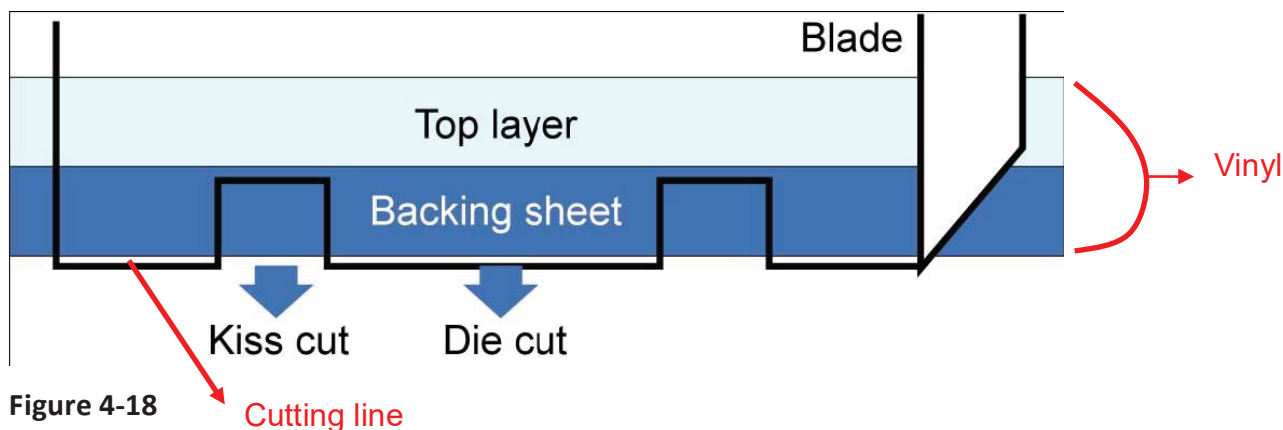 Blade
Top layer
Vinyl
Backing sheet
Kiss cut
Die cut
Figure 4-18
Cutting line